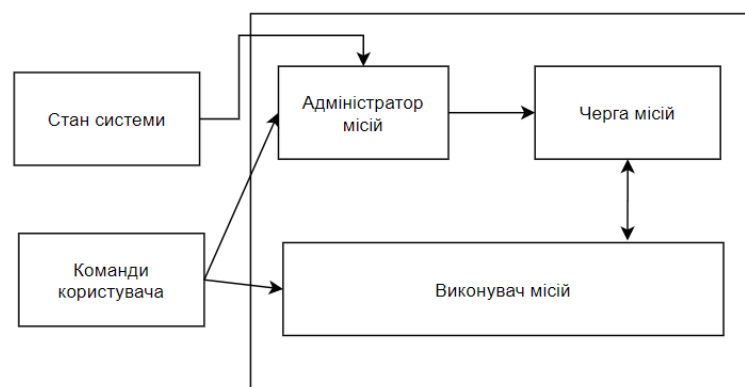 Стан системи
Адміністратор
місій
Черга місій
Команди
користувача
Виконувач місій